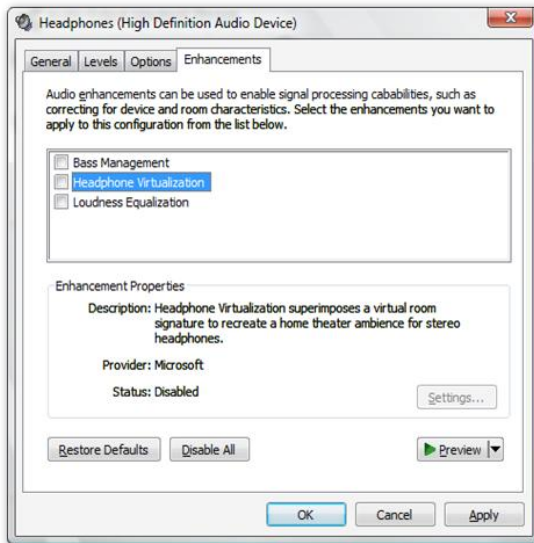 Headphones (High Definition Audio Device)
General Levels Options Enhancements
Audio enhancements can be used to enable signal processing cababilities, such as
correcting for device and room characteristics. Select the enhancements you want to
apply to this configuration from the list below.
Bass Management
Headphone Virtualization
Loudness Equalization
Enhancement Properties
Description: Headphone Virtualization superimposes a virtual room
signature to recreate a home theater ambience for stereo
headphones.
Provider: Microsoft
Status: Disabled
Settings...
Restore Defaults Disable All Preview
OK Cancel Apply